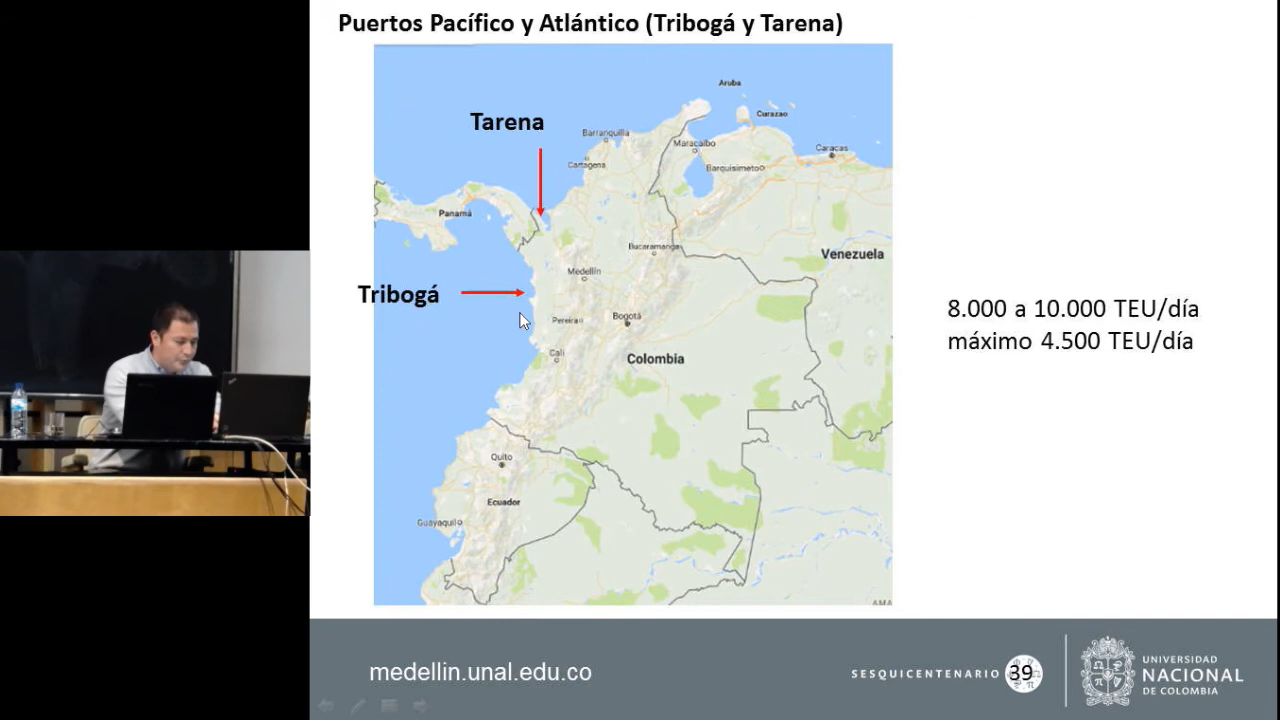 Puertos Pacífico y Atlántico (Tribogá y Tarena)
Aruba
Tarena
Curazao
Barranquilla
Maracaibo
Caracas
Cartagena
Barquisimeto
Panamá
Bucaramanga
Venezuela
Medellín
Tribogá
8.000 a 10.000 TEU/día
Pereira
Bogotá
máximo 4.500 TEU/día
Cali
Colombia
Quito
Ecuador
Guayaquil
AMA
medellin.unal.edu.co
SESQUICENTENARIO 39
UNIVERSIDAD
NACIONAL
DE COLOMBIA